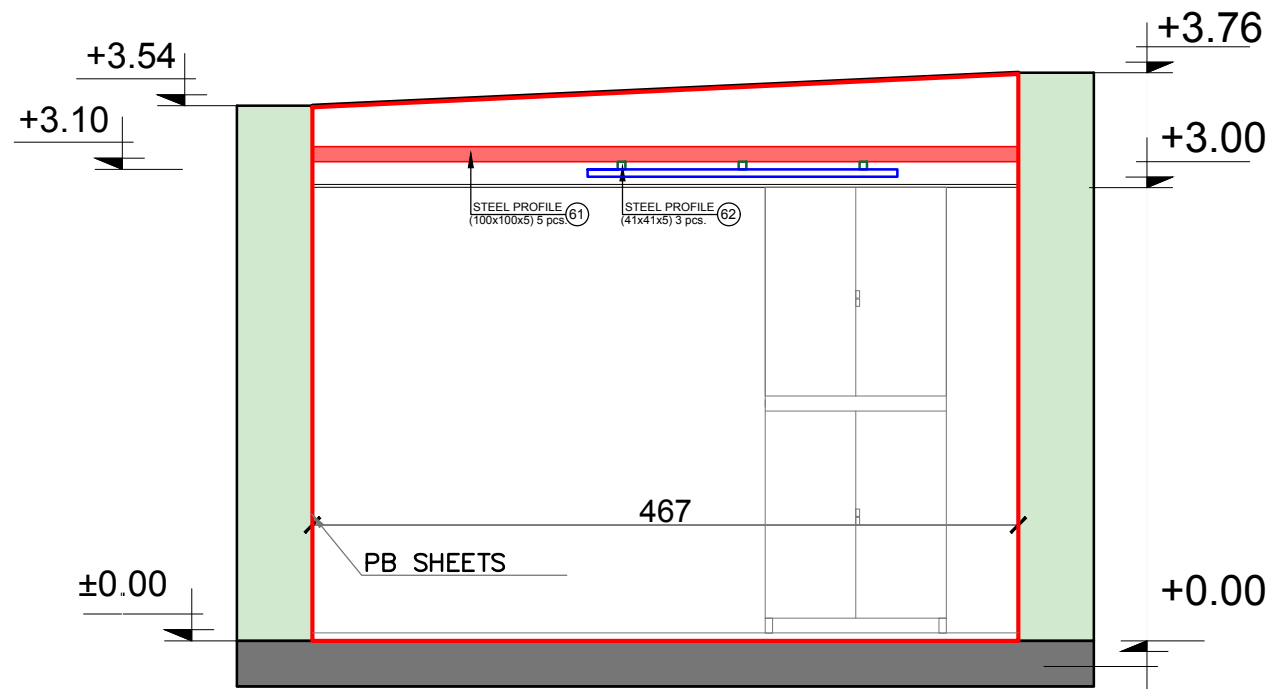 +3.76
+3.54
+3.10
+3.00
STEEL PROFILE
(100x100x5) 5 pcs.
61
STEEL PROFILE
(41x41x5) 3 pcs.
62
467
PB SHEETS
±0.00
+0.00